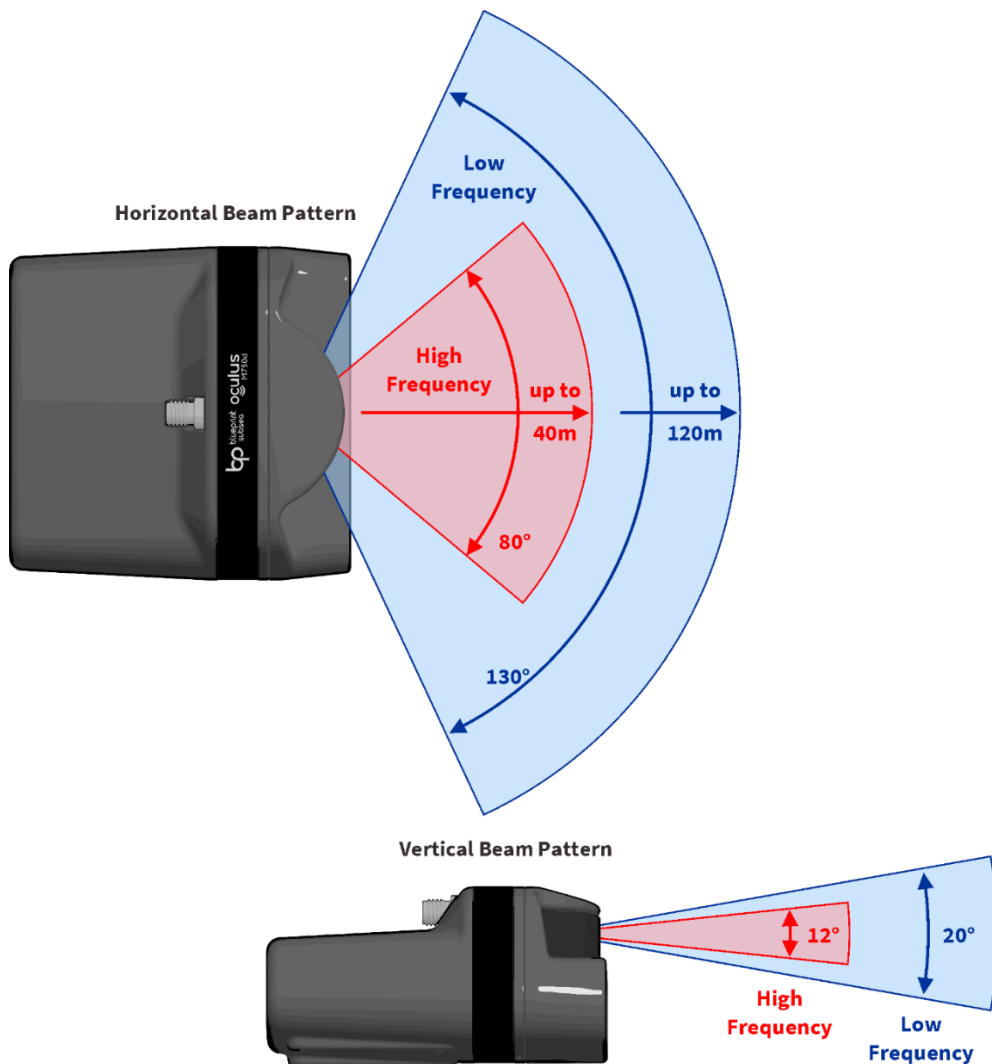 Horizontal Beam Pattern
Low
Frequency
High
Frequency
up to
40m
up to
120m
80°
130°
bp blueprint
subsea
oculus
M750d
Vertical Beam Pattern
12°
20°
High
Frequency
Low
Frequency